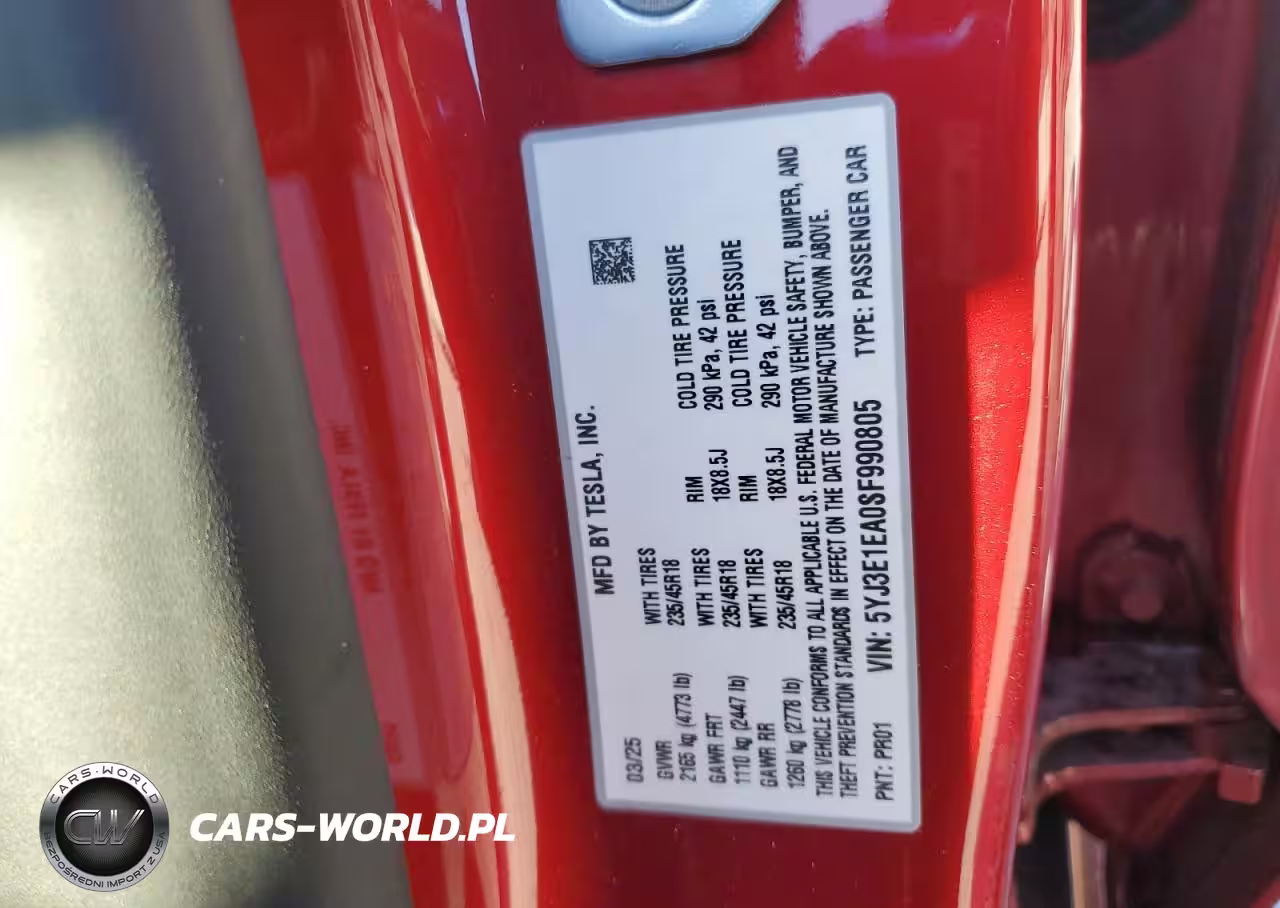 MFD BY TESLA, INC.
03/25
GVWR WITH TIRES
2165 kg (4773 lb) 235/45R18
GAWR FRT WITH TIRES RIM COLD TIRE PRESSURE
1110 kg (2447 lb) 235/45R18 18X8.5J 290 kPa, 42 psi
GAWR RR WITH TIRES RIM COLD TIRE PRESSURE
1260 kg (2778 lb) 235/45R18 18X8.5J 290 kPa, 42 psi
THIS VEHICLE CONFORMS TO ALL APPLICABLE U.S. FEDERAL MOTOR VEHICLE SAFETY, BUMPER, AND
THEFT PREVENTION STANDARDS IN EFFECT ON THE DATE OF MANUFACTURE SHOWN ABOVE.
PNT: PR01 VIN: 5YJ3E1EA0SF990805 TYPE: PASSENGER CAR
CARS-WORLD
CW
BEZPOŚREDNI IMPORT Z USA
CARS-WORLD.PL